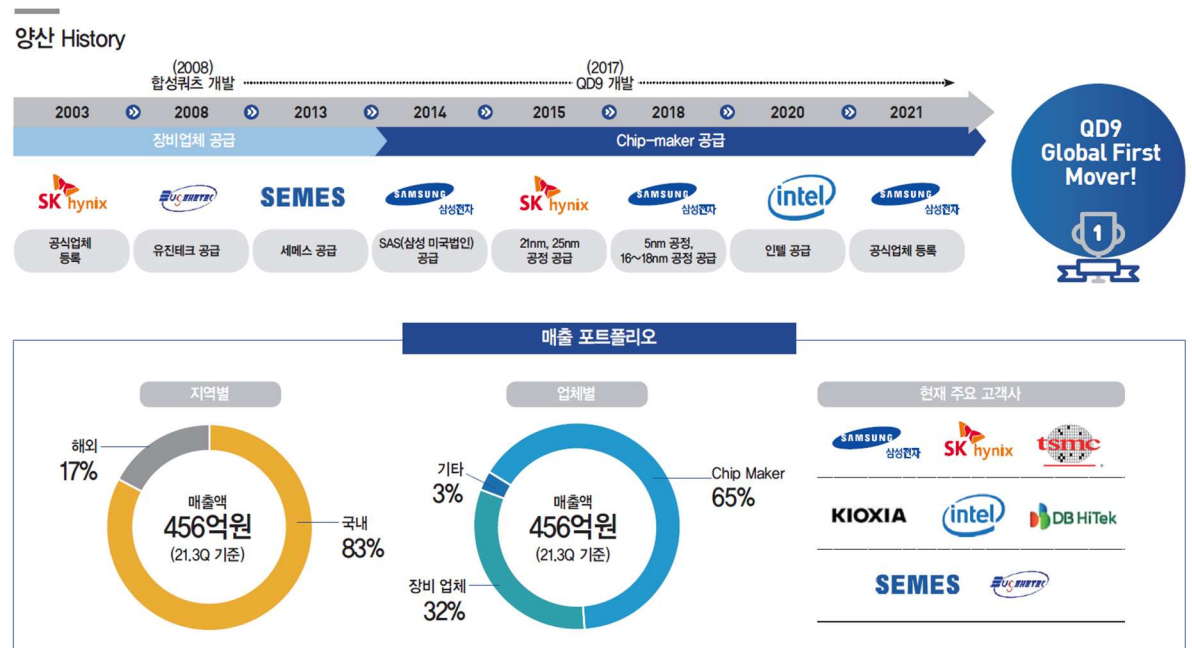 양산 History
(2008)
합성쿼츠 개발
(2017)
QD9 개발
2003
2008
2013
2014
2015
2018
2020
2021
장비업체 공급
Chip-maker 공급
SK hynix
EUGENETEC
SEMES
SAMSUNG
삼성전자
SK hynix
SAMSUNG
삼성전자
intel
SAMSUNG
삼성전자
공식업체
등록
유진테크 공급
세메스 공급
SAS(삼성 미국법인)
공급
21nm, 25nm
공정 공급
5nm 공정,
16~18nm 공정 공급
인텔 공급
공식업체 등록
QD9
Global First
Mover!
1
매출 포트폴리오
지역별
해외
17%
매출액
456억원
(21.3Q 기준)
국내
83%
업체별
기타
3%
매출액
456억원
(21.3Q 기준)
Chip Maker
65%
장비 업체
32%
현재 주요 고객사
SAMSUNG
삼성전자
SK hynix
tsmc
KIOXIA
intel
DB HiTek
SEMES
EUGENETEC